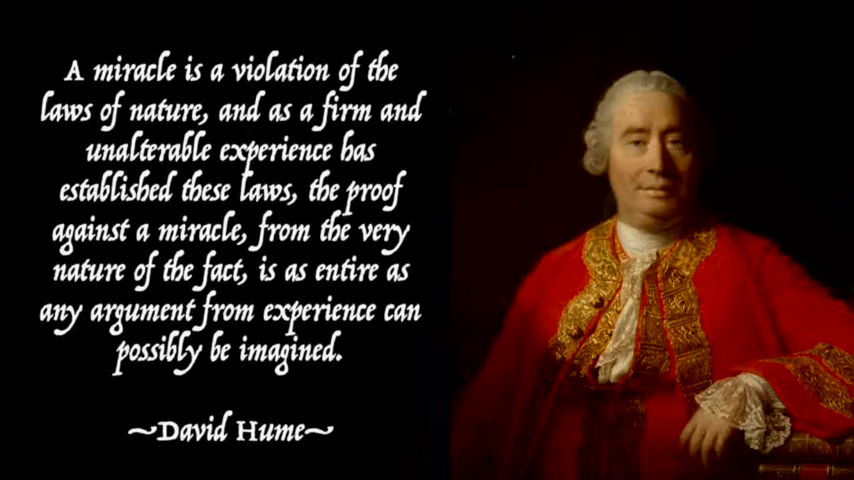 A miracle is a violation of the
laws of nature, and as a firm and
unalterable experience has
established these laws, the proof
against a miracle, from the very
nature of the fact, is as entire as
any argument from experience can
possibly be imagined.
~David Hume~